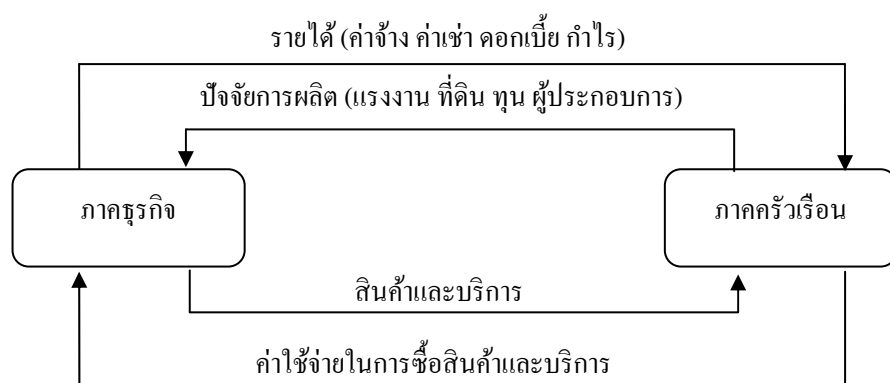 รายได้ (ค่าจ้าง ค่าเช่า ดอกเบี้ย กำไร)
ปัจจัยการผลิต (แรงงาน ที่ดิน ทุน ผู้ประกอบการ)
ภาคธุรกิจ
ภาคครัวเรือน
สินค้าและบริการ
ค่าใช้จ่ายในการซื้อสินค้าและบริการ